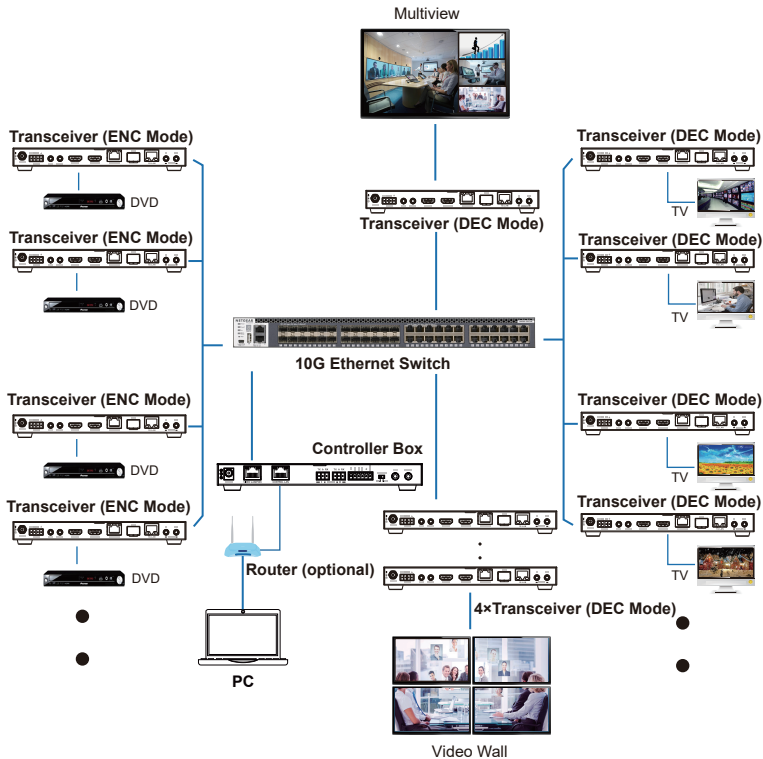 Multiview
Transceiver (ENC Mode)
DVD
Transceiver (ENC Mode)
DVD
Transceiver (DEC Mode)
Transceiver (DEC Mode)
TV
Transceiver (DEC Mode)
TV
NETGEAR
10G Ethernet Switch
Transceiver (ENC Mode)
DVD
Transceiver (ENC Mode)
DVD
Controller Box
Router (optional)
PC
Transceiver (DEC Mode)
TV
Transceiver (DEC Mode)
TV
4×Transceiver (DEC Mode)
Video Wall